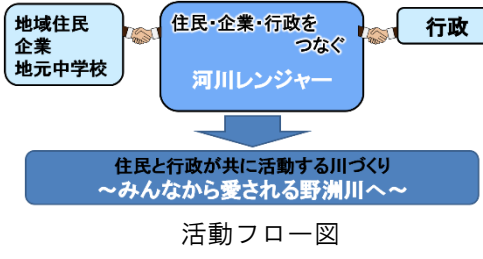 地域住民
企業
地元中学校
住民・企業・行政を
つなぐ
河川レンジャー
行政
住民と行政が共に活動する川づくり
～みんなから愛される野洲川へ～
活動フロー図